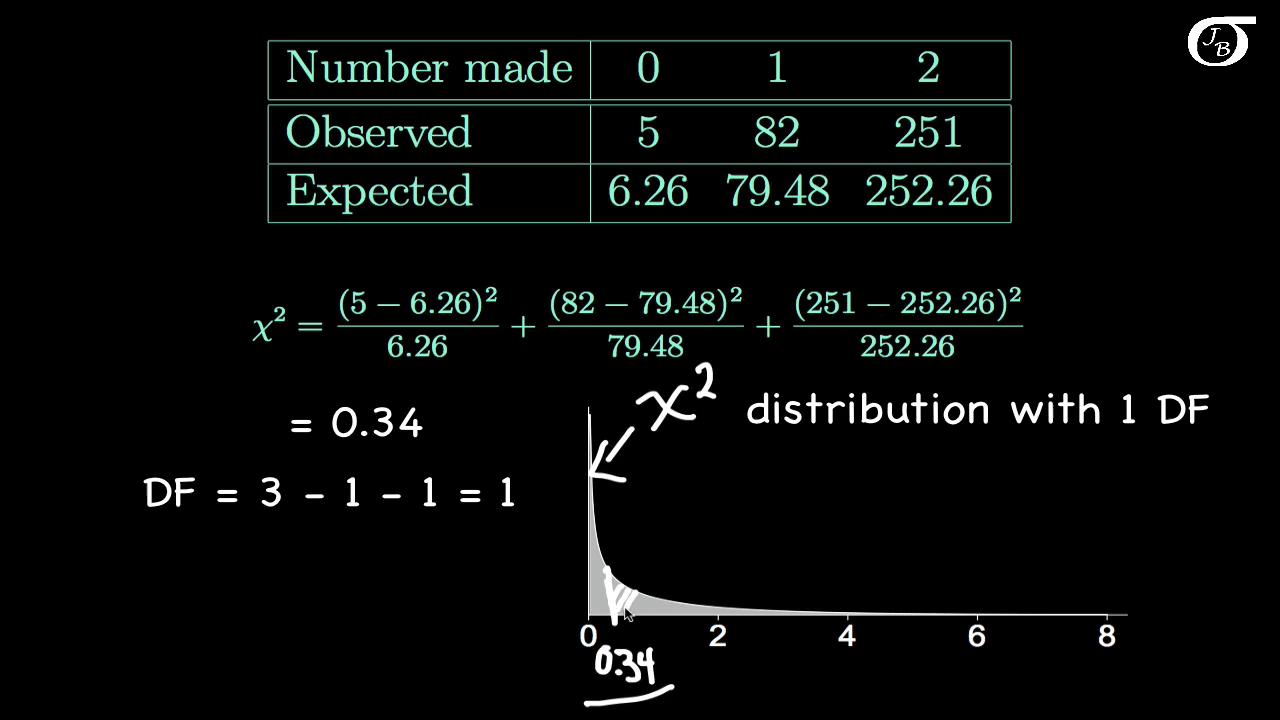 JB
Number made 0 1 2
Observed 5 82 251
Expected 6.26 79.48 252.26
χ² = (5 − 6.26)²/6.26 + (82 − 79.48)²/79.48 + (251 − 252.26)²/252.26
= 0.34
χ² distribution with 1 DF
DF = 3 - 1 - 1 = 1
0 2 4 6 8
0.34